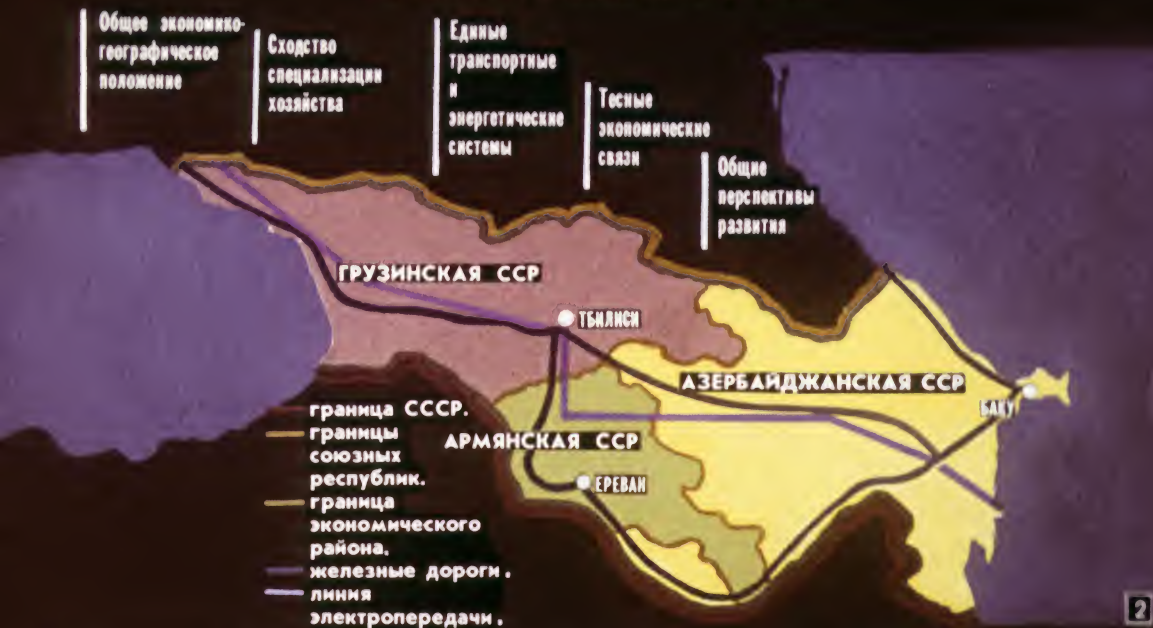 Общее экономико-
географическое
положение
Сходство
специализации
хозяйства
Единые
транспортные
и
энергетические
системы
Тесные
экономические
связи
Общие
перспективы
развития
ГРУЗИНСКАЯ ССР
ТБИЛИСИ
АЗЕРБАЙДЖАНСКАЯ ССР
БАКУ
АРМЯНСКАЯ ССР
ЕРЕВАН
граница СССР.
границы
союзных
республик.
граница
экономического
района.
железные дороги.
линия
электропередачи.
2